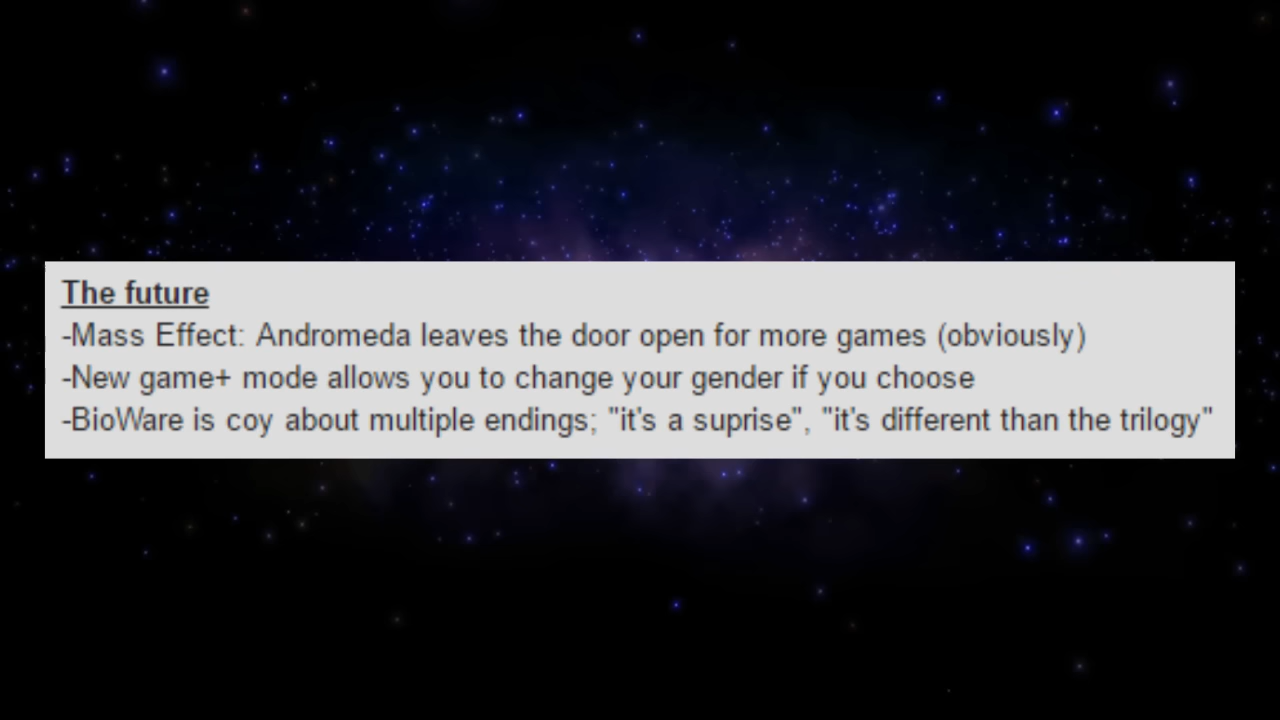 The future
-Mass Effect: Andromeda leaves the door open for more games (obviously)
-New game+ mode allows you to change your gender if you choose
-BioWare is coy about multiple endings; "it's a suprise", "it's different than the trilogy"